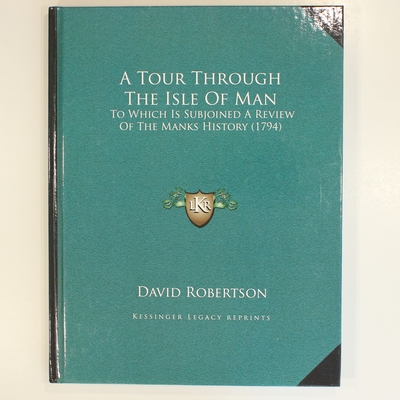 A Tour Through
The Isle Of Man
To Which Is Subjoined A Review
Of The Manks History (1794)
LKR
David Robertson
Kessinger Legacy Reprints